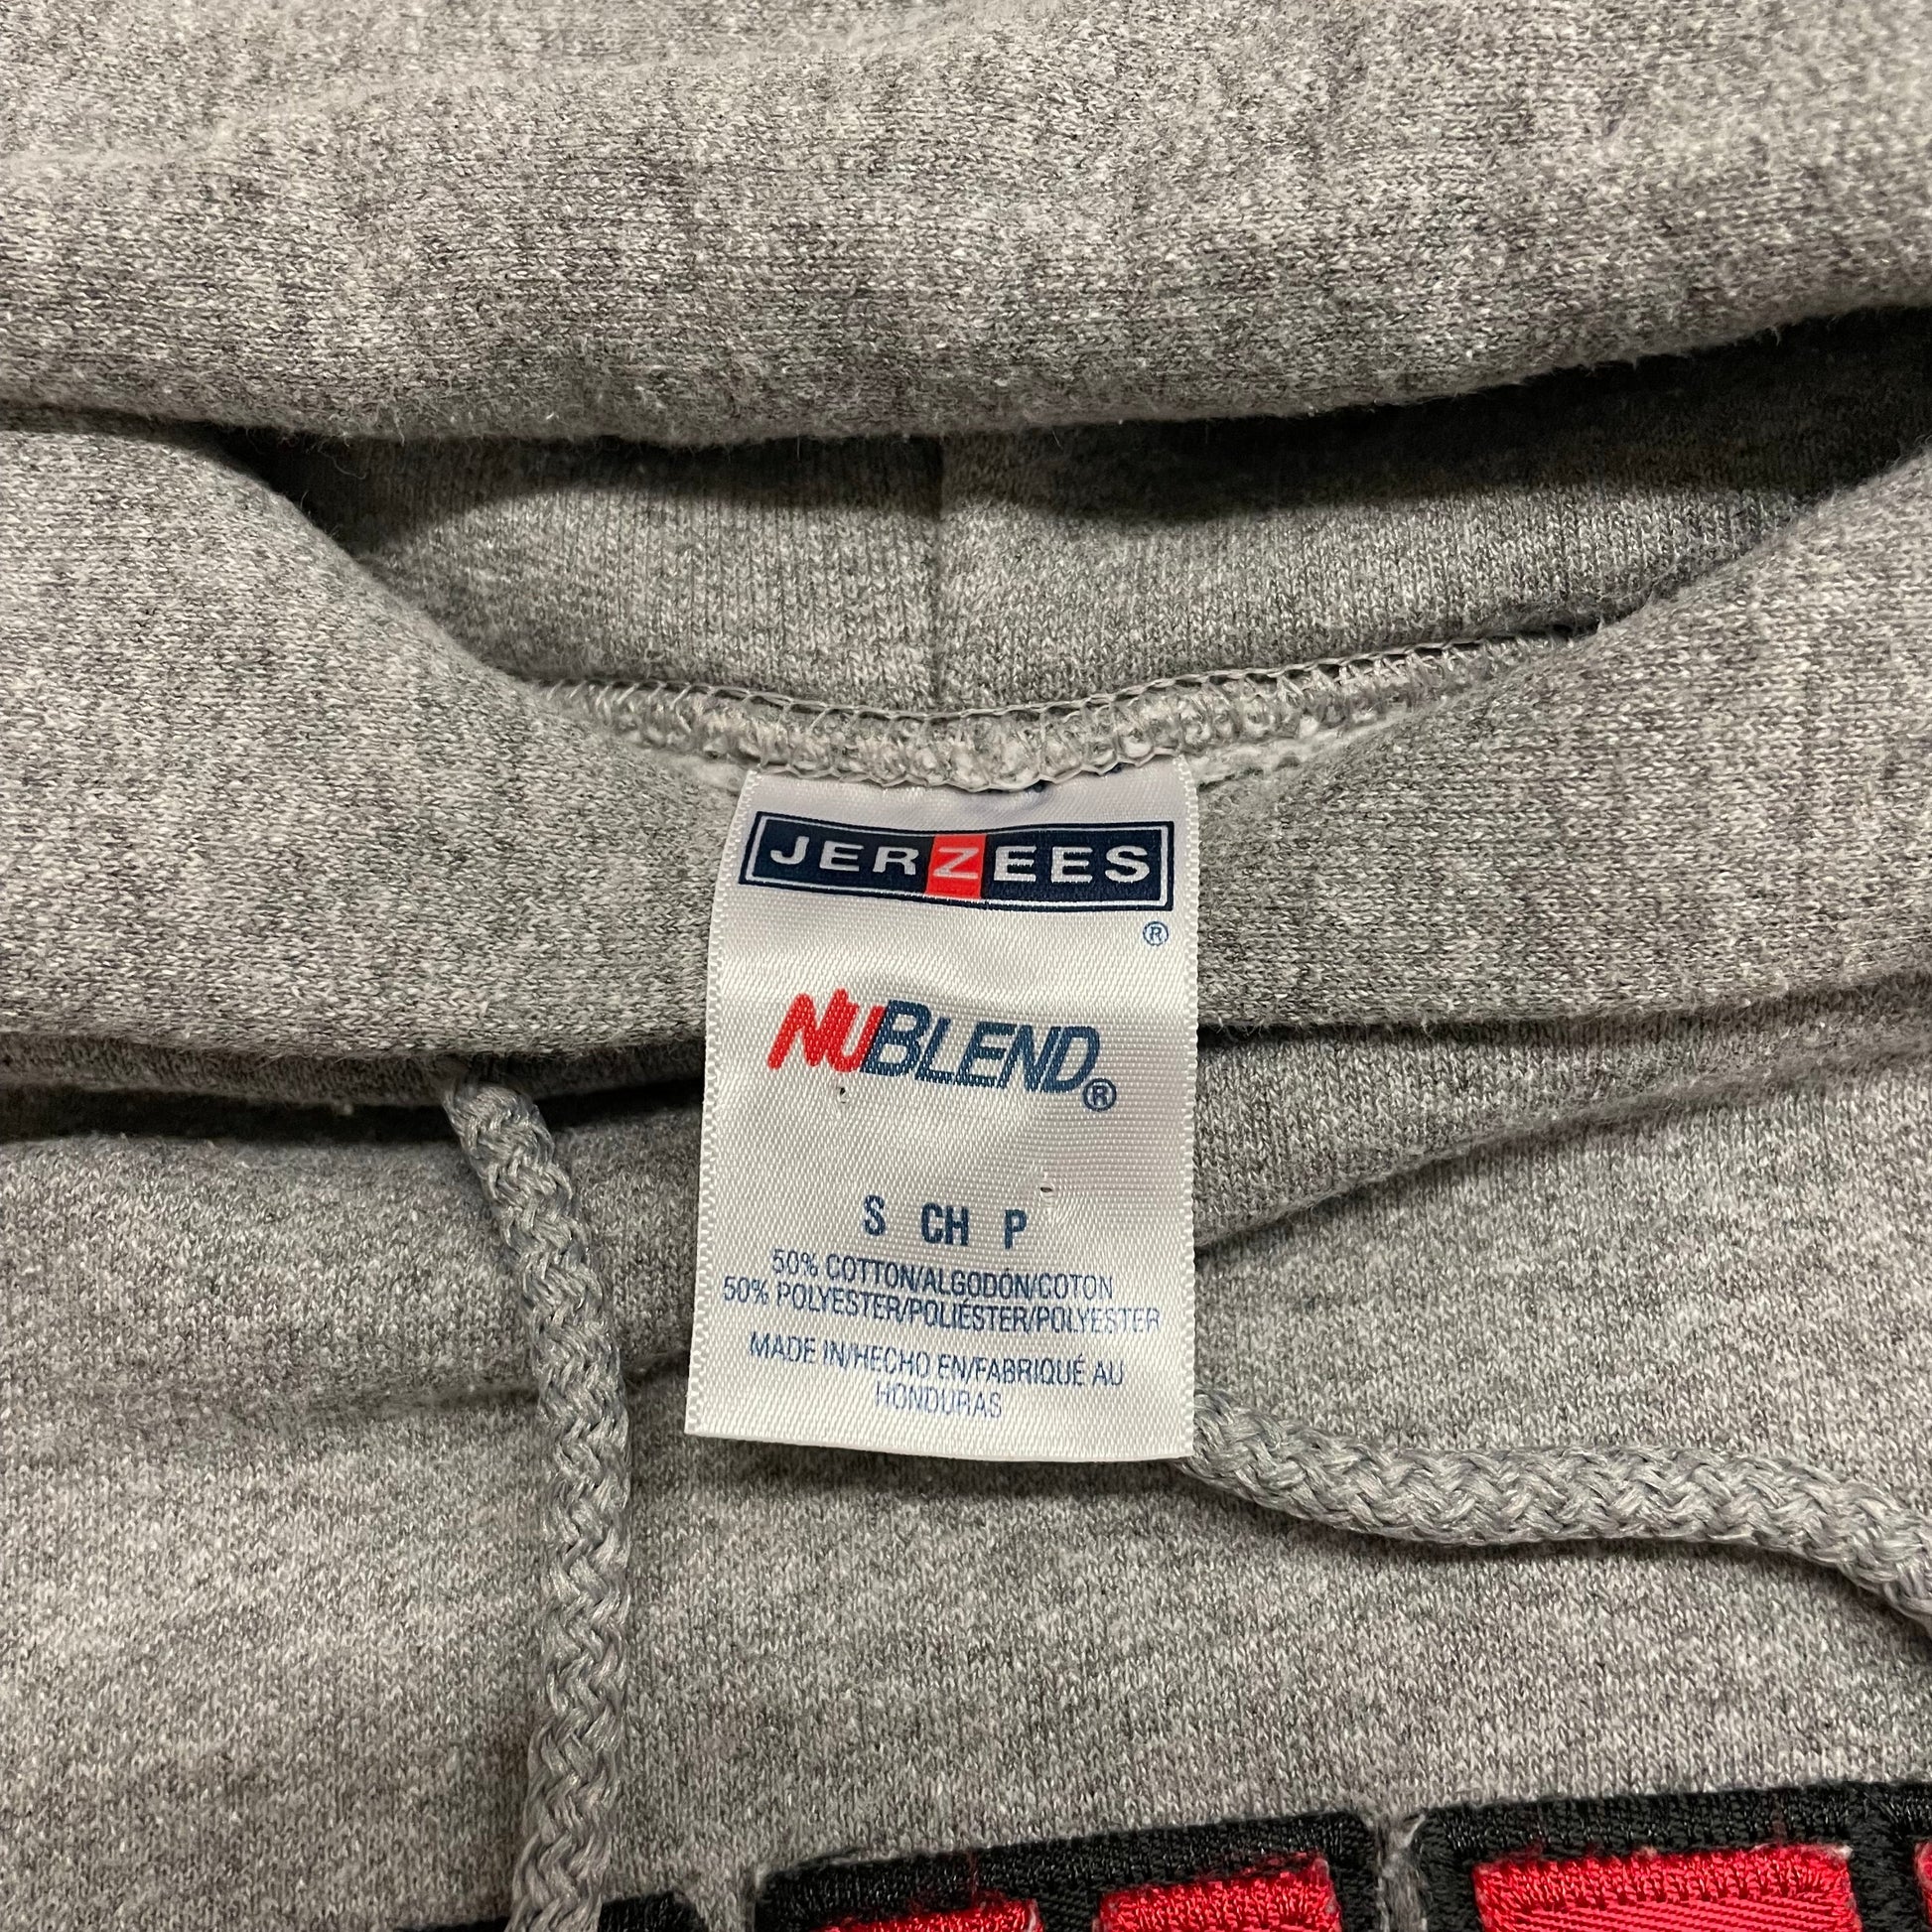 JERZEES
®
NUBLEND®
S CH P
50% COTTON/ALGODÓN/COTON
50% POLYESTER/POLIÉSTER/POLYESTER
MADE IN/HECHO EN/FABRIQUÉ AU
HONDURAS